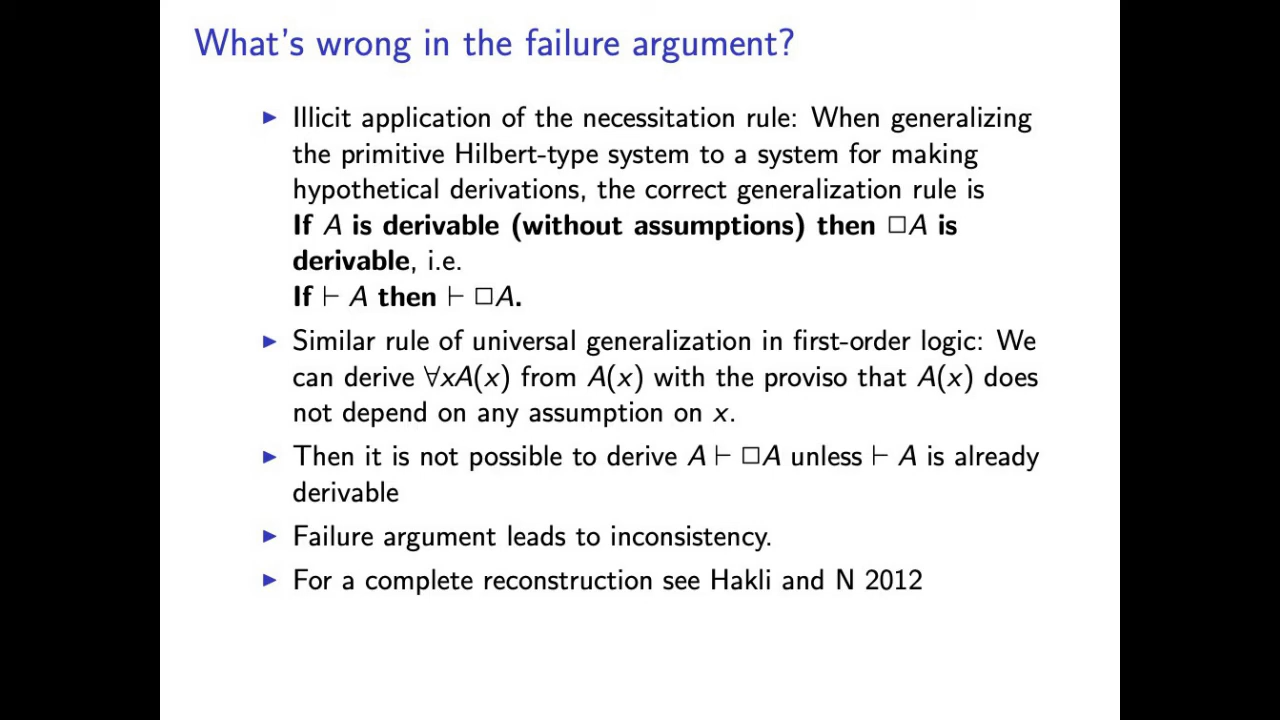 What's wrong in the failure argument?
▶ Illicit application of the necessitation rule: When generalizing
the primitive Hilbert-type system to a system for making
hypothetical derivations, the correct generalization rule is
If A is derivable (without assumptions) then □A is
derivable, i.e.
If ⊢ A then ⊢ □A.
▶ Similar rule of universal generalization in first-order logic: We
can derive ∀xA(x) from A(x) with the proviso that A(x) does
not depend on any assumption on x.
▶ Then it is not possible to derive A ⊢ □A unless ⊢ A is already
derivable
▶ Failure argument leads to inconsistency.
▶ For a complete reconstruction see Hakli and N 2012